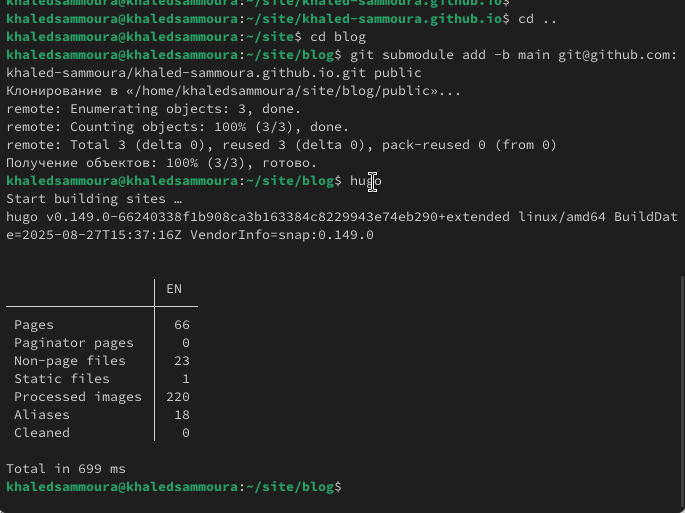 khaledsammoura@khaledsammoura:~/site/khaled-sammoura.github.io$
khaledsammoura@khaledsammoura:~/site/khaled-sammoura.github.io$ cd ..
khaledsammoura@khaledsammoura:~/site$ cd blog
khaledsammoura@khaledsammoura:~/site/blog$ git submodule add -b main git@github.com:
khaled-sammoura/khaled-sammoura.github.io.git public
Клонирование в «/home/khaledsammoura/site/blog/public»...
remote: Enumerating objects: 3, done.
remote: Counting objects: 100% (3/3), done.
remote: Total 3 (delta 0), reused 3 (delta 0), pack-reused 0 (from 0)
Получение объектов: 100% (3/3), готово.
khaledsammoura@khaledsammoura:~/site/blog$ hugo
Start building sites …
hugo v0.149.0-66240338f1b908ca3b163384c8229943e74eb290+extended linux/amd64 BuildDat
e=2025-08-27T15:37:16Z VendorInfo=snap:0.149.0
EN
Pages 66
Paginator pages 0
Non-page files 23
Static files 1
Processed images 220
Aliases 18
Cleaned 0
Total in 699 ms
khaledsammoura@khaledsammoura:~/site/blog$